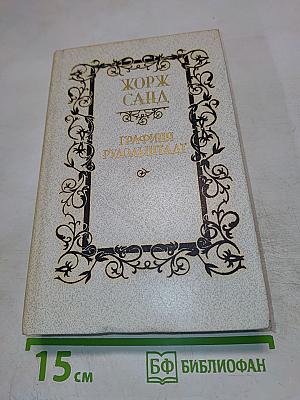 ЖОРЖ
САНД
ГРАФИНЯ
РУДОЛЬШТАДТ
15 см
БФ БИБЛИОФАН